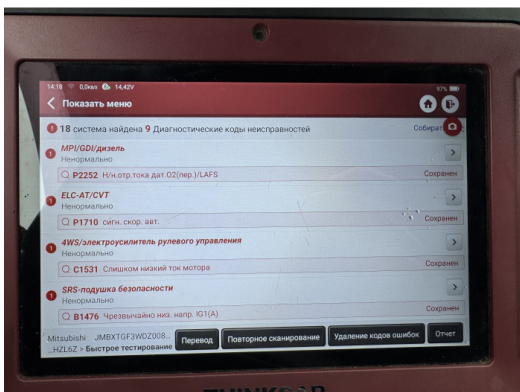 14:18 0,0км/ч 14,42V 97%
Показать меню
18 система найдена 9 Диагностические коды неисправностей
MPI/GDI/дизель
Ненормально
P2252 Н/н.отр.тока дат.O2(пер.)/LAFS Сохранен
ELC-AT/CVT
Ненормально
P1710 сигн. скор. авт. Сохранен
4WS/электроусилитель рулевого управления
Ненормально
C1531 Слишком низкий ток мотора Сохранен
SRS-подушка безопасности
Ненормально
B1476 Чрезвычайно низ. напр. IG1(A) Сохранен
Mitsubishi JMBXTGF3WDZ008...
...HZL6Z > Быстрое тестирование
Перевод Повторное сканирование Удаление кодов ошибок Отчет